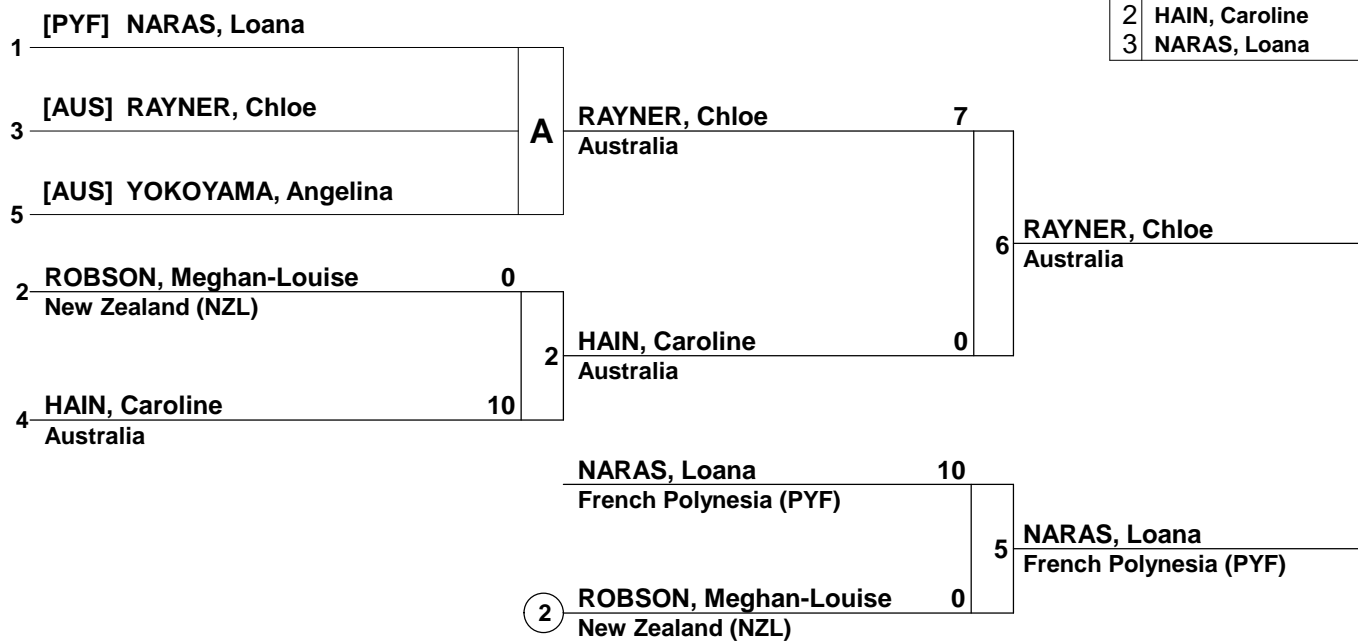 2 HAIN, Caroline
3 NARAS, Loana
[PYF] NARAS, Loana
1
[AUS] RAYNER, Chloe
3
A
RAYNER, Chloe 7
Australia
[AUS] YOKOYAMA, Angelina
5
6
RAYNER, Chloe
Australia
ROBSON, Meghan-Louise 0
2
New Zealand (NZL)
2
HAIN, Caroline 0
Australia
HAIN, Caroline 10
4
Australia
NARAS, Loana 10
French Polynesia (PYF)
5
NARAS, Loana
French Polynesia (PYF)
2
ROBSON, Meghan-Louise 0
New Zealand (NZL)